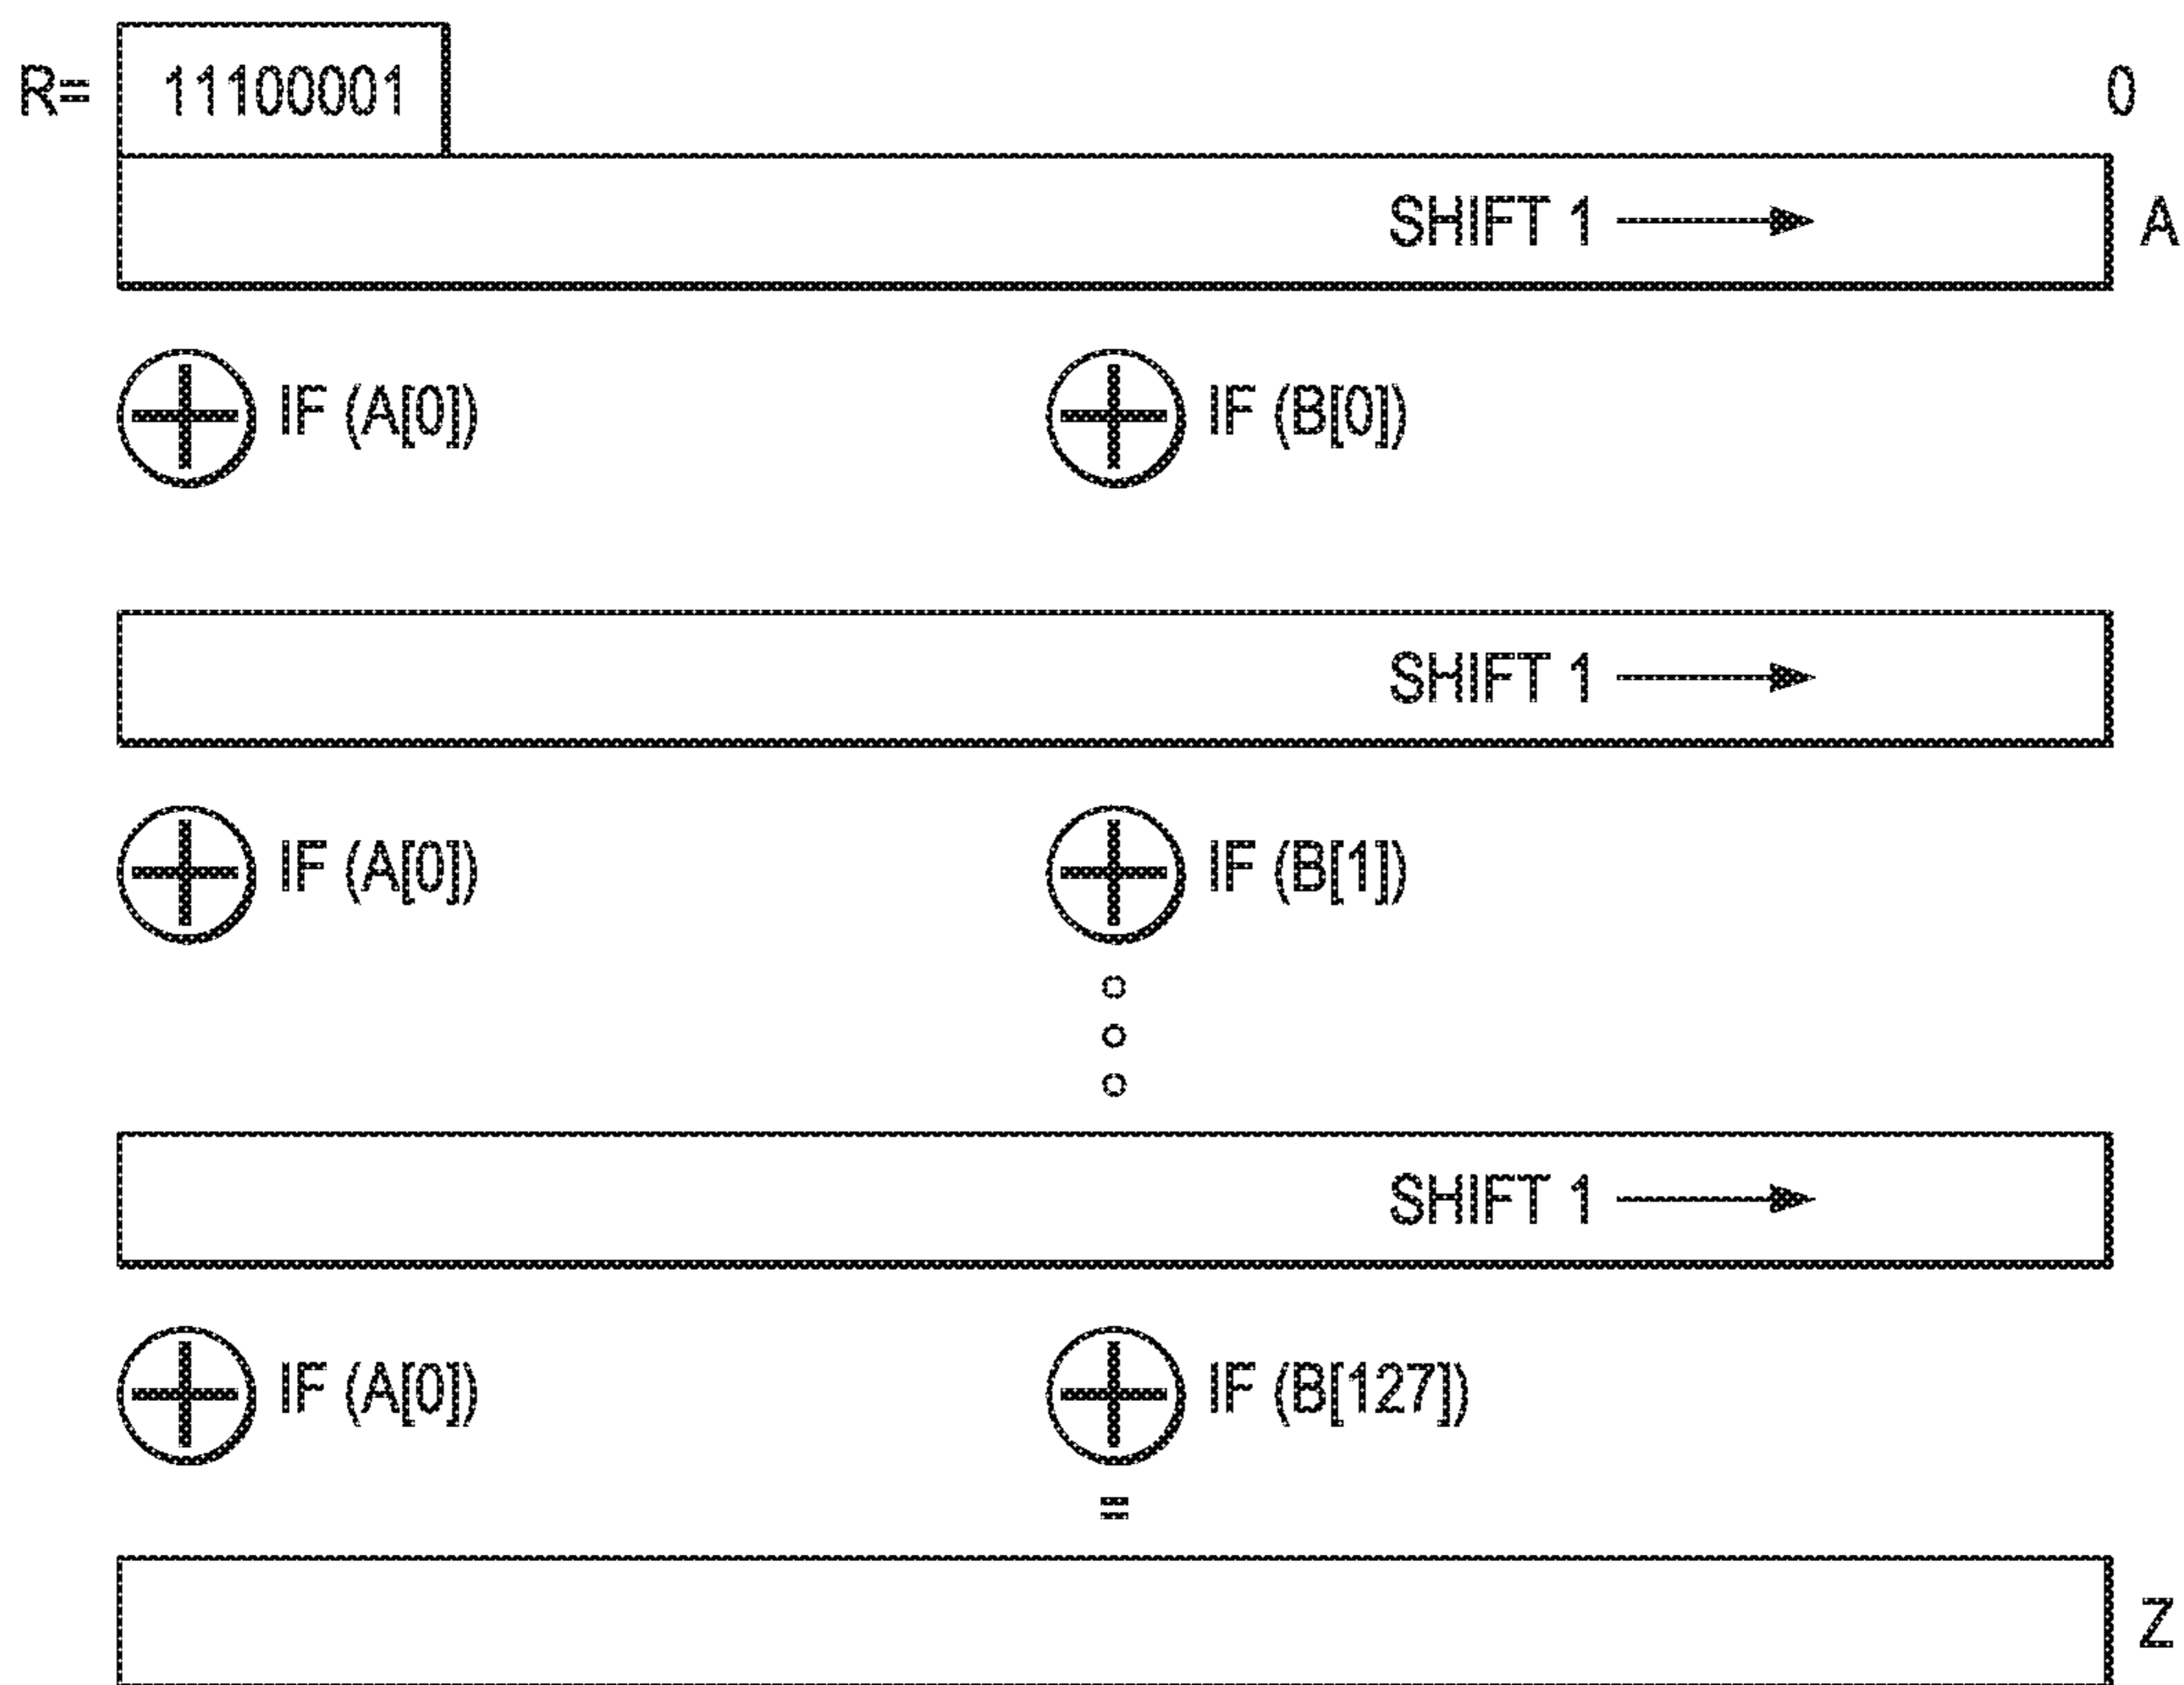 R= 11100001 0
SHIFT 1 A
IF (A[0]) IF (B[0])
SHIFT 1
IF (A[0]) IF (B[1])
SHIFT 1
IF (A[0]) IF (B[127])
=
Z